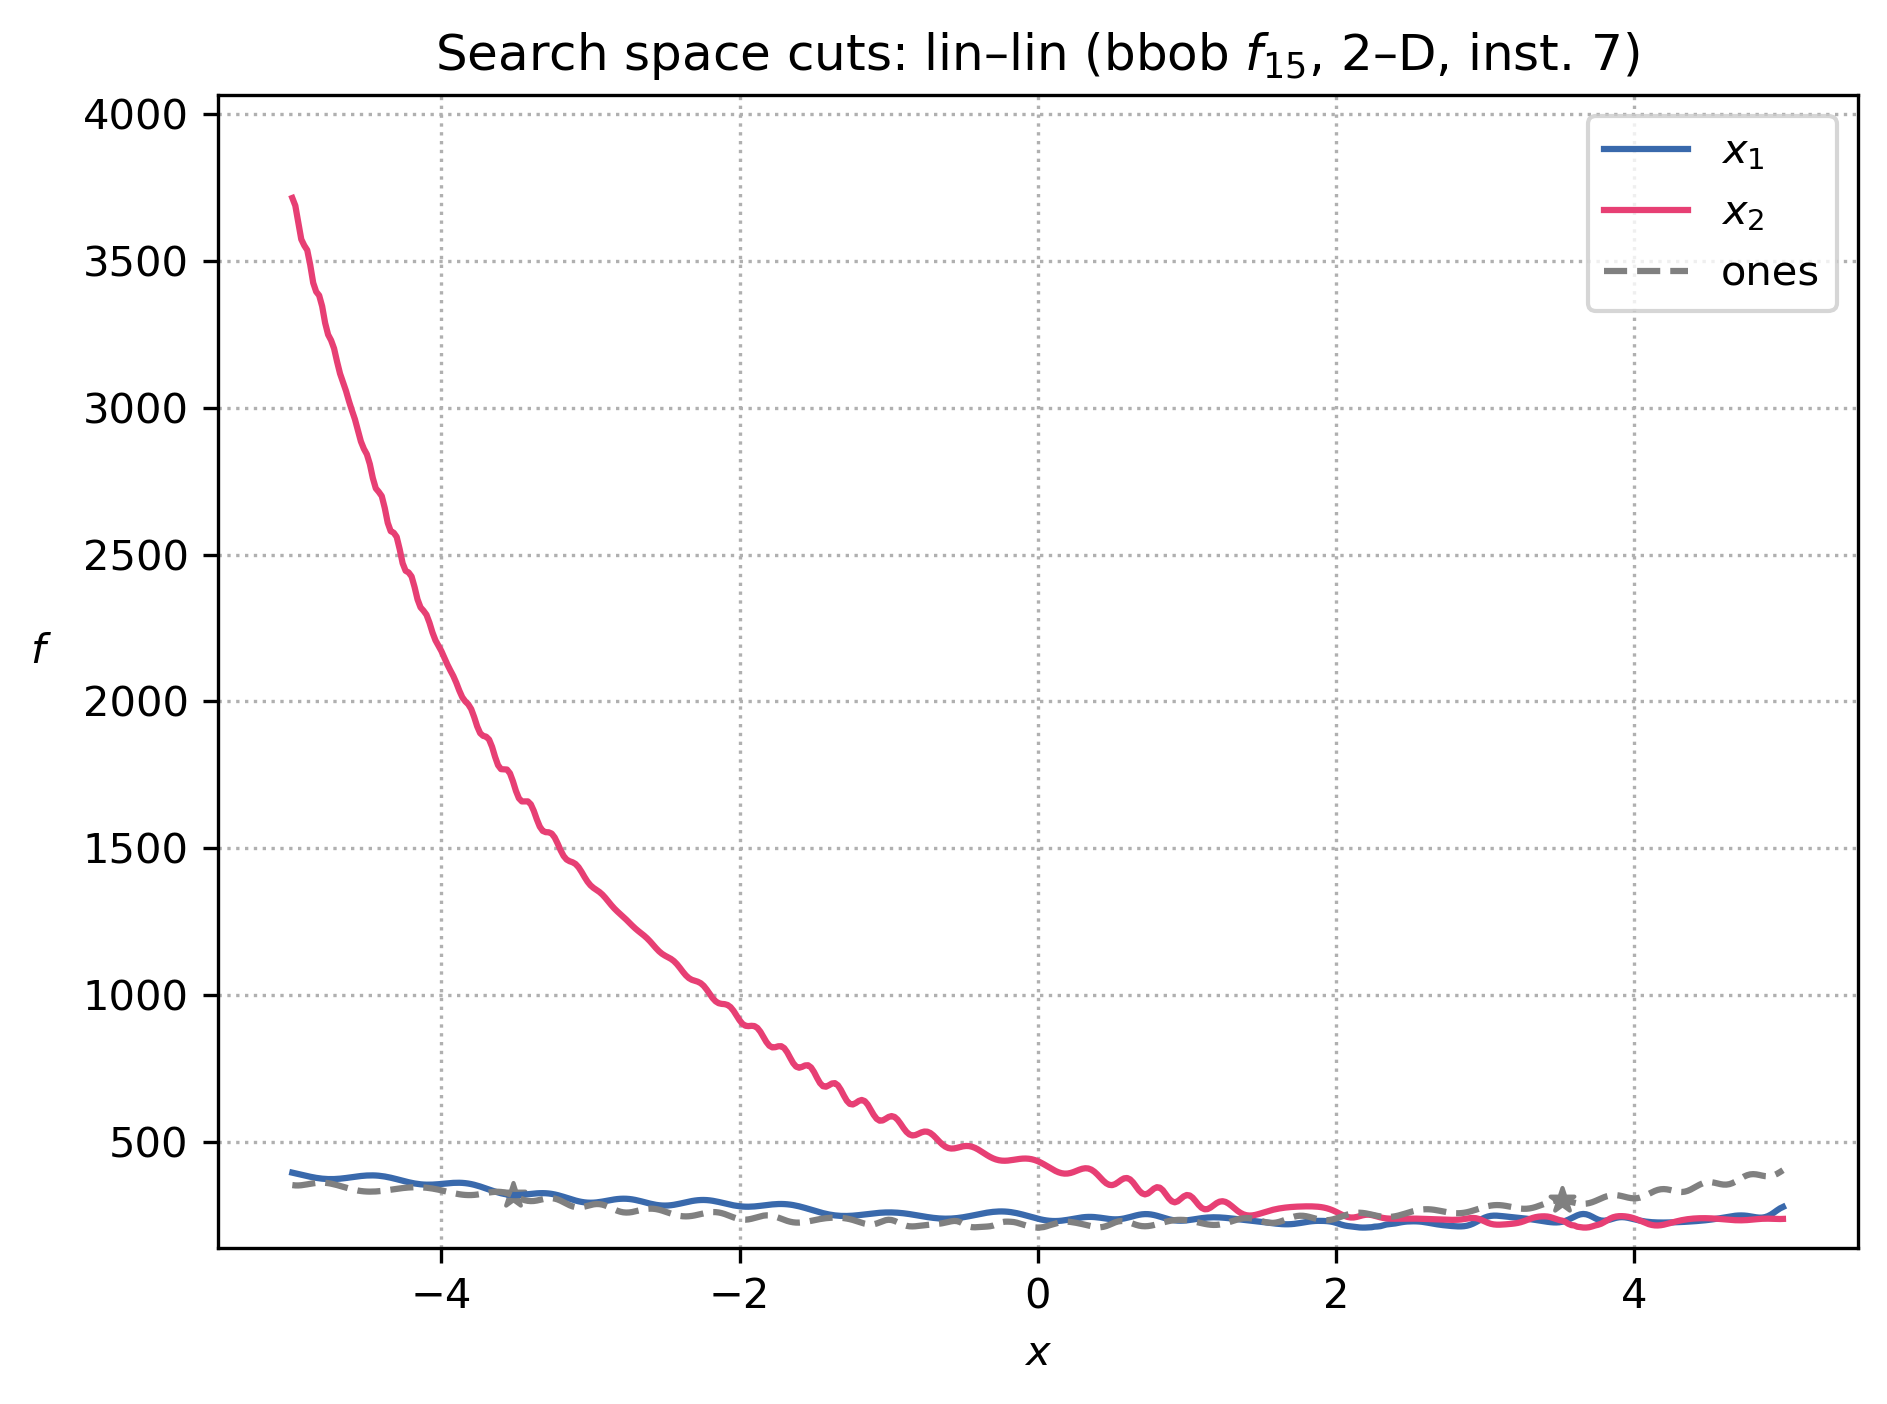 Search space cuts: lin–lin (bbob f₁₅, 2–D, inst. 7)
4000
3500
3000
2500
2000
1500
1000
500
f
x₁
x₂
ones
−4
−2
0
2
4
x